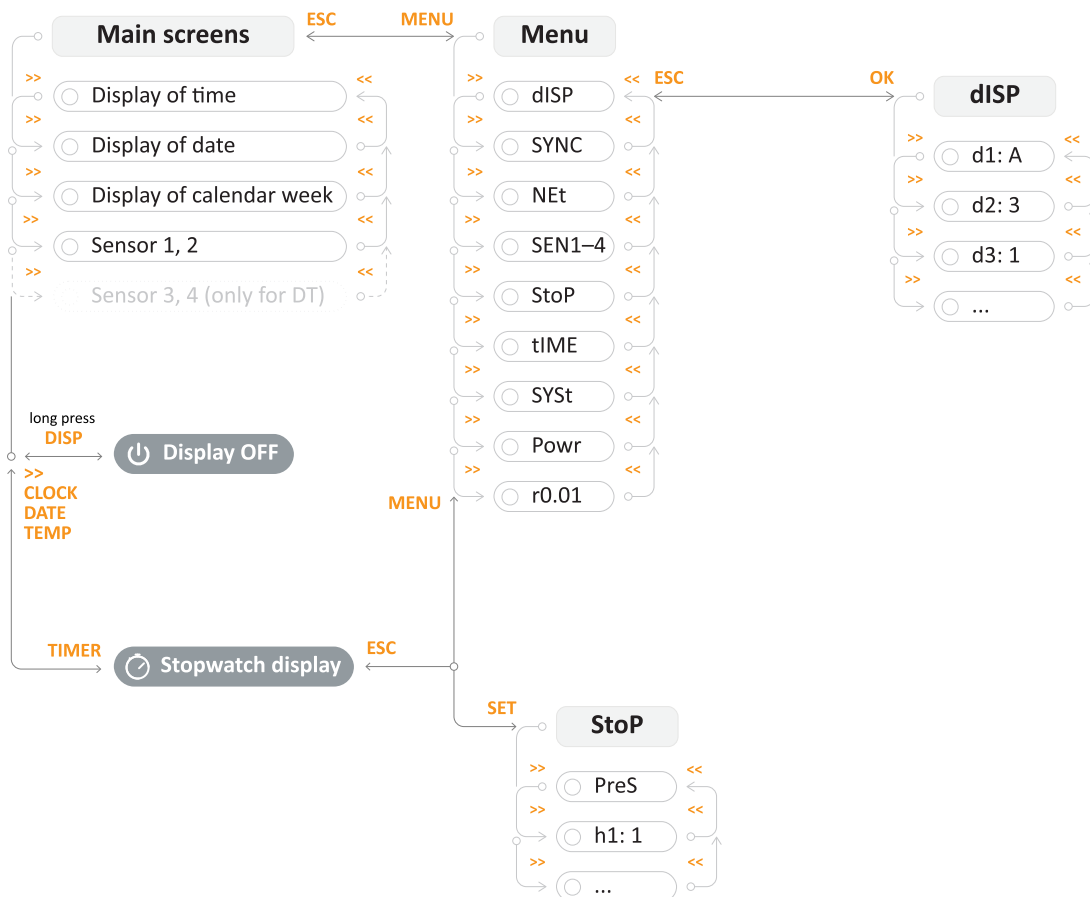 Main screens
ESC
MENU
Menu
>>
<<
Display of time
>>
<<
Display of date
>>
<<
Display of calendar week
>>
<<
Sensor 1, 2
>>
<<
Sensor 3, 4 (only for DT)
>>
<<
dISP
>>
<<
SYNC
>>
<<
NEt
>>
<<
SEN1–4
>>
<<
StoP
>>
<<
tIME
>>
<<
SYSt
>>
<<
Powr
>>
<<
r0.01
ESC
OK
dISP
>>
<<
d1: A
>>
<<
d2: 3
>>
<<
d3: 1
>>
<<
...
long press
DISP
Display OFF
>>
CLOCK
DATE
TEMP
MENU
TIMER
Stopwatch display
ESC
SET
StoP
>>
<<
PreS
>>
<<
h1: 1
>>
<<
...